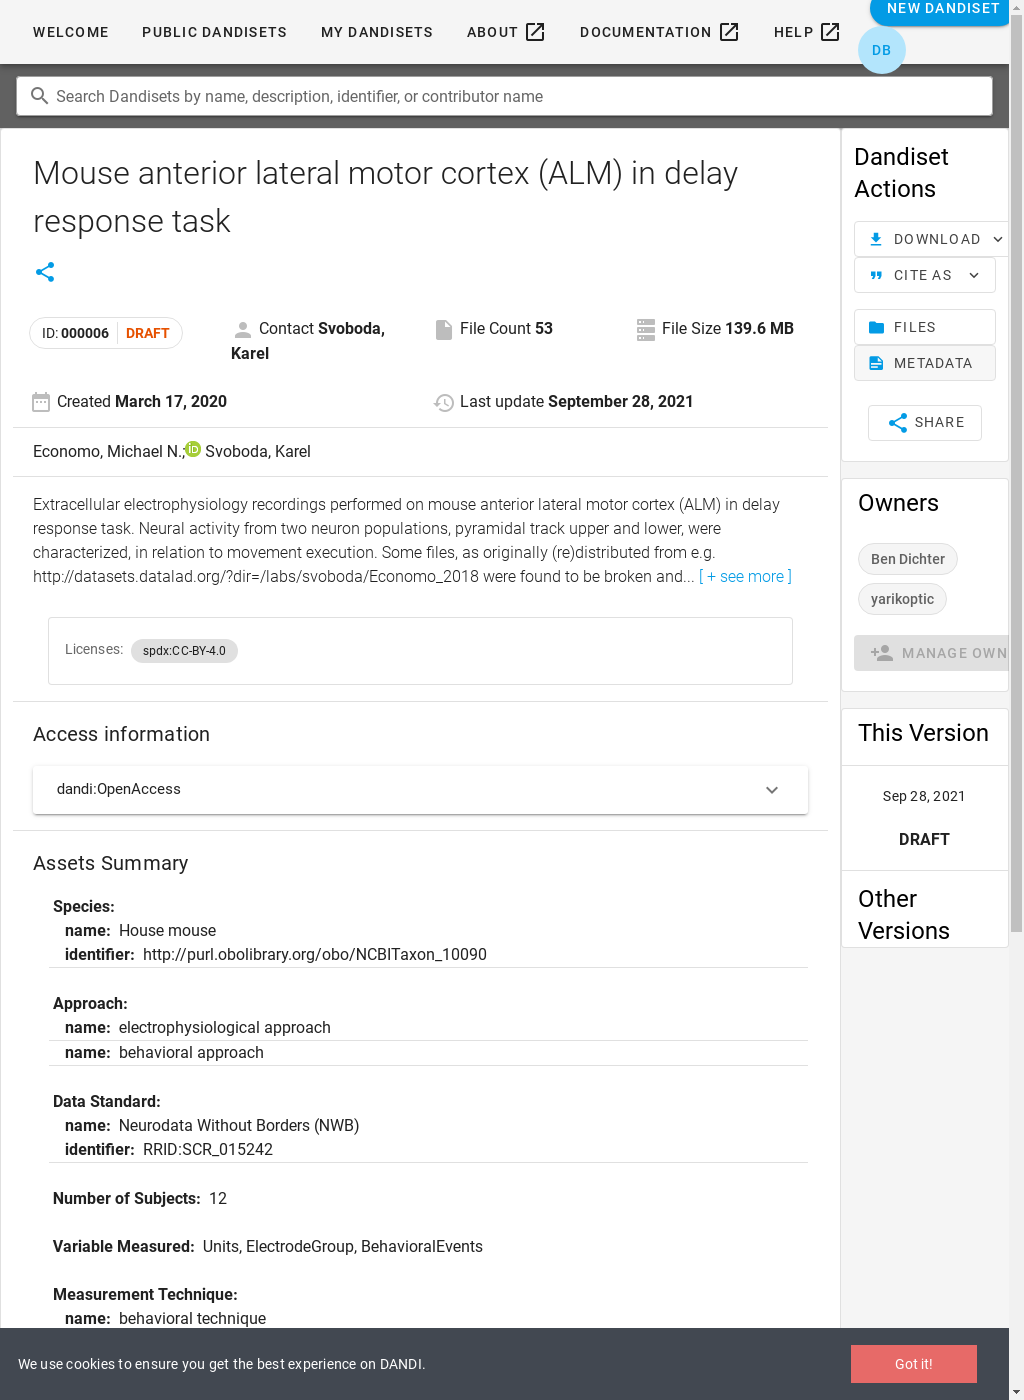 NEW DANDISET
WELCOME PUBLIC DANDISETS MY DANDISETS ABOUT DOCUMENTATION HELP
DB
Search Dandisets by name, description, identifier, or contributor name
Mouse anterior lateral motor cortex (ALM) in delay
response task
ID: 000006 DRAFT
Contact Svoboda,
Karel
File Count 53
File Size 139.6 MB
Created March 17, 2020
Last update September 28, 2021
Economo, Michael N.; Svoboda, Karel
Extracellular electrophysiology recordings performed on mouse anterior lateral motor cortex (ALM) in delay
response task. Neural activity from two neuron populations, pyramidal track upper and lower, were
characterized, in relation to movement execution. Some files, as originally (re)distributed from e.g.
http://datasets.datalad.org/?dir=/labs/svoboda/Economo_2018 were found to be broken and... [ + see more ]
Licenses: spdx:CC-BY-4.0
Access information
dandi:OpenAccess
Assets Summary
Species:
name: House mouse
identifier: http://purl.obolibrary.org/obo/NCBITaxon_10090
Approach:
name: electrophysiological approach
name: behavioral approach
Data Standard:
name: Neurodata Without Borders (NWB)
identifier: RRID:SCR_015242
Number of Subjects: 12
Variable Measured: Units, ElectrodeGroup, BehavioralEvents
Measurement Technique:
name: behavioral technique
Dandiset
Actions
DOWNLOAD
CITE AS
FILES
METADATA
SHARE
Owners
Ben Dichter
yarikoptic
MANAGE OWN
This Version
Sep 28, 2021
DRAFT
Other
Versions
We use cookies to ensure you get the best experience on DANDI.
Got it!